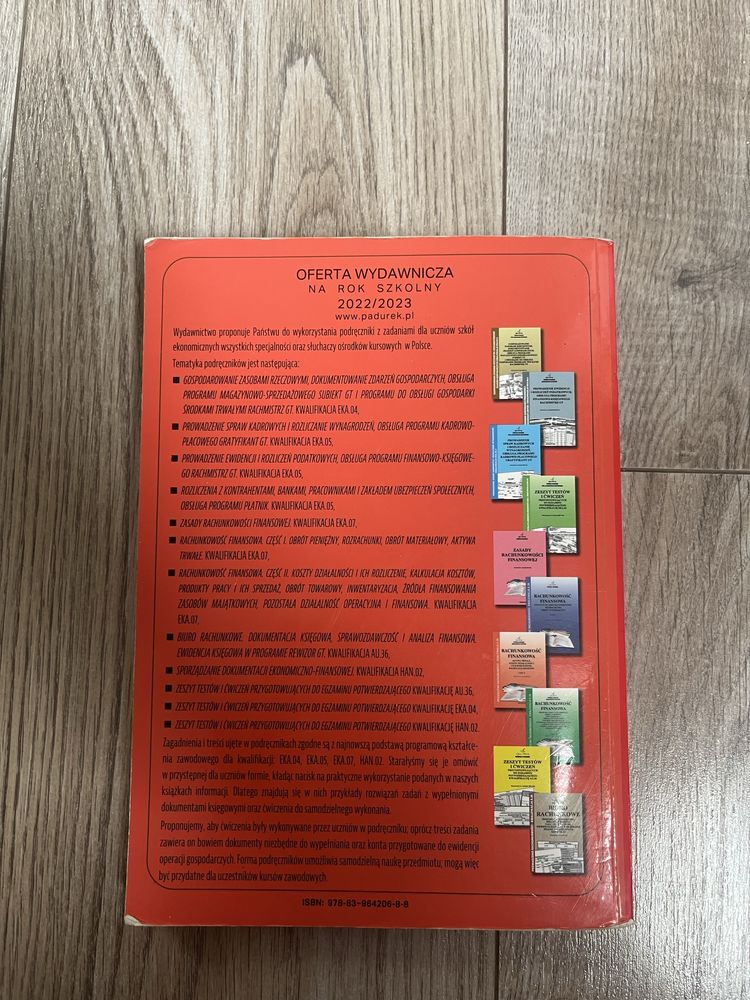 OFERTA WYDAWNICZA
NA ROK SZKOLNY
2022/2023
www.padurek.pl
Wydawnictwo proponuje Państwu do wykorzystania podręczniki z zadaniami dla uczniów szkół
ekonomicznych wszystkich specjalności oraz słuchaczy ośrodków kursowych w Polsce.
Tematyka podręczników jest następująca:
■ GOSPODAROWANIE ZASOBAMI RZECZOWYMI, DOKUMENTOWANIE ZDARZEŃ GOSPODARCZYCH, OBSŁUGA
PROGRAMU MAGAZYNOWO-SPRZEDAŻOWEGO SUBIEKT GT I PROGRAMU DO OBSŁUGI GOSPODARKI
ŚRODKAMI TRWAŁYMI RACHMISTRZ GT. KWALIFIKACJA EKA.04,
■ PROWADZENIE SPRAW KADROWYCH I ROZLICZANIE WYNAGRODZEŃ, OBSŁUGA PROGRAMU KADROWO-
PŁACOWEGO GRATYFIKANT GT. KWALIFIKACJA EKA.05,
■ PROWADZENIE EWIDENCJI I ROZLICZEŃ PODATKOWYCH, OBSŁUGA PROGRAMU FINANSOWO-KSIĘGOWE-
GO RACHMISTRZ GT. KWALIFIKACJA EKA.05,
■ ROZLICZENIA Z KONTRAHENTAMI, BANKAMI, PRACOWNIKAMI I ZAKŁADEM UBEZPIECZEŃ SPOŁECZNYCH,
OBSŁUGA PROGRAMU PŁATNIK. KWALIFIKACJA EKA.05,
■ ZASADY RACHUNKOWOŚCI FINANSOWEJ. KWALIFIKACJA EKA.07,
■ RACHUNKOWOŚĆ FINANSOWA. CZĘŚĆ I. OBRÓT PIENIĘŻNY, ROZRACHUNKI, OBRÓT MATERIAŁOWY, AKTYWA
TRWAŁE. KWALIFIKACJA EKA.07,
■ RACHUNKOWOŚĆ FINANSOWA. CZĘŚĆ II. KOSZTY DZIAŁALNOŚCI I ICH ROZLICZENIE, KALKULACJA KOSZTÓW,
PRODUKTY PRACY I ICH SPRZEDAŻ, OBRÓT TOWAROWY, INWENTARYZACJA, ŹRÓDŁA FINANSOWANIA
ZASOBÓW MAJĄTKOWYCH, POZOSTAŁA DZIAŁALNOŚĆ OPERACYJNA I FINANSOWA. KWALIFIKACJA
EKA.07,
■ BIURO RACHUNKOWE. DOKUMENTACJA KSIĘGOWA, SPRAWOZDAWCZOŚĆ I ANALIZA FINANSOWA.
EWIDENCJA KSIĘGOWA W PROGRAMIE REWIZOR GT. KWALIFIKACJA AU.36,
■ SPORZĄDZANIE DOKUMENTACJI EKONOMICZNO-FINANSOWEJ. KWALIFIKACJA HAN.02,
■ ZESZYT TESTÓW I ĆWICZEŃ PRZYGOTOWUJĄCYCH DO EGZAMINU POTWIERDZAJĄCEGO KWALIFIKACJĘ AU.36,
■ ZESZYT TESTÓW I ĆWICZEŃ PRZYGOTOWUJĄCYCH DO EGZAMINU POTWIERDZAJĄCEGO KWALIFIKACJĘ EKA.04,
■ ZESZYT TESTÓW I ĆWICZEŃ PRZYGOTOWUJĄCYCH DO EGZAMINU POTWIERDZAJĄCEGO KWALIFIKACJĘ HAN.02.
Zagadnienia i treści ujęte w podręcznikach zgodne są z najnowszą podstawą programową kształce-
nia zawodowego dla kwalifikacji: EKA.04, EKA.05, EKA.07, HAN.02. Staraliśmy się je omówić
w przystępnej dla uczniów formie, kładąc nacisk na praktyczne wykorzystanie podanych w naszych
książkach informacji. Dlatego znajdują się w nich przykłady rozwiązań zadań z wypełnionymi
dokumentami księgowymi oraz ćwiczenia do samodzielnego wykonania.
Proponujemy, aby ćwiczenia były wykonywane przez uczniów w podręczniku, oprócz treści zadania
zawiera on bowiem dokumenty niezbędne do wypełniania oraz konta przygotowane do ewidencji
operacji gospodarczych. Forma podręczników umożliwia samodzielną naukę przedmiotu, mogą więc
być przydatne dla uczestników kursów zawodowych.
ISBN: 978-83-964206-8-8
ZESZYT TESTÓW
I ĆWICZEŃ
ZASADY
RACHUNKOWOŚCI
FINANSOWEJ
RACHUNKOWOŚĆ
FINANSOWA
RACHUNKOWOŚĆ
FINANSOWA
RACHUNKOWOŚĆ
FINANSOWA
ZESZYT TESTÓW
I ĆWICZEŃ
BIURO
RACHUNKOWE